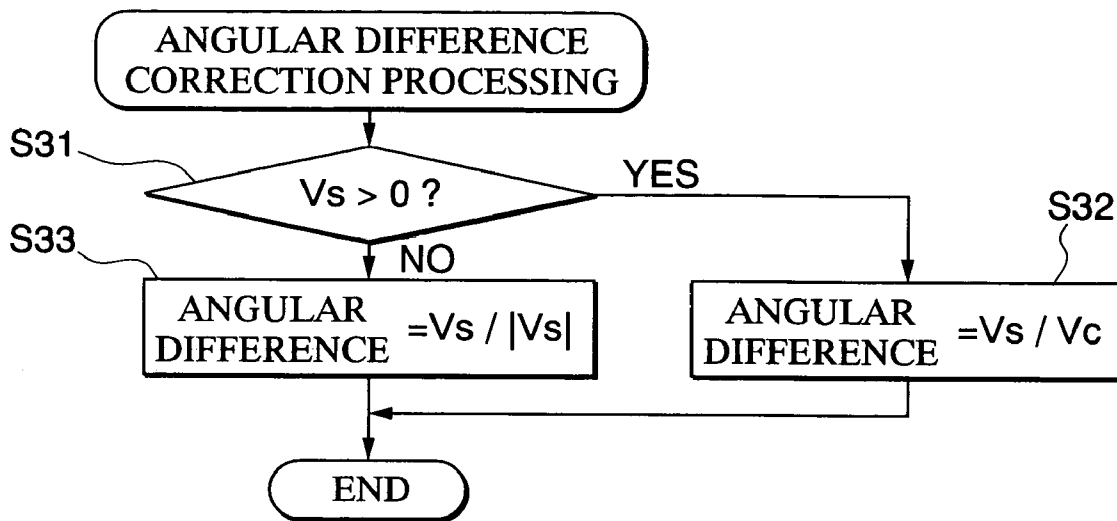 ANGULAR DIFFERENCE
CORRECTION PROCESSING
S31
Vs > 0 ?
YES
S32
S33
NO
ANGULAR
DIFFERENCE =Vs / |Vs|
ANGULAR
DIFFERENCE =Vs / Vc
END